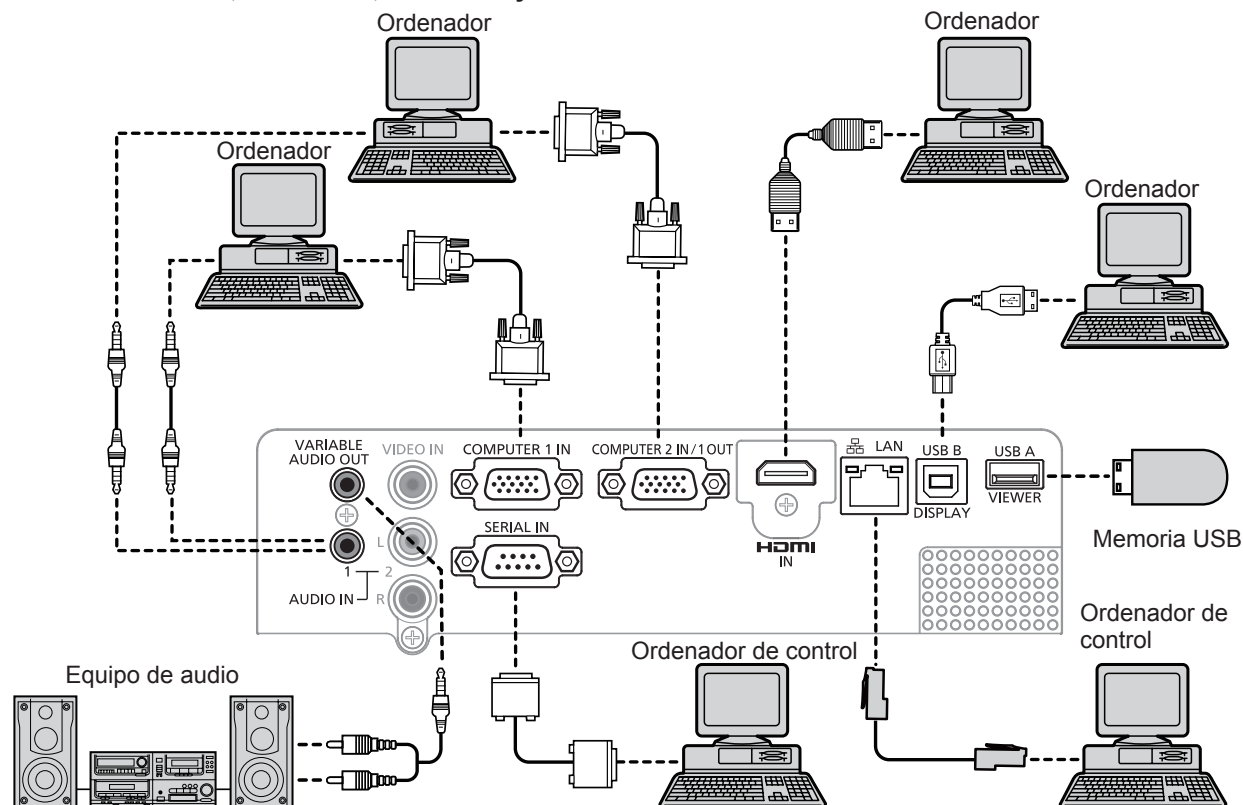 Ordenador
Ordenador
Ordenador
Ordenador
VARIABLE
AUDIO OUT
VIDEO IN
COMPUTER 1 IN
COMPUTER 2 IN / 1 OUT
LAN
USB B
USB A
VIEWER
DISPLAY
SERIAL IN
HDMI
IN
L
1
2
AUDIO IN
R
Memoria USB
Ordenador de
control
Ordenador de control
Equipo de audio